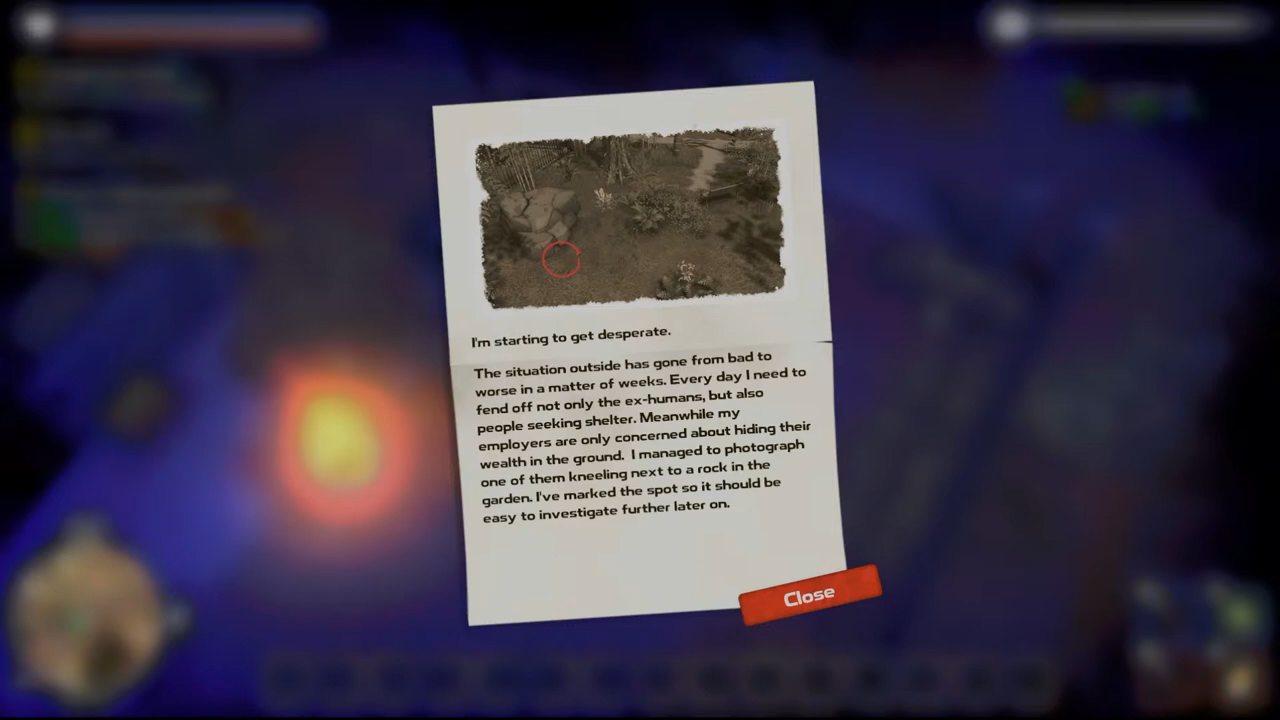 I'm starting to get desperate.
The situation outside has gone from bad to
worse in a matter of weeks. Every day I need to
fend off not only the ex-humans, but also
people seeking shelter. Meanwhile my
employers are only concerned about hiding their
wealth in the ground. I managed to photograph
one of them kneeling next to a rock in the
garden. I've marked the spot so it should be
easy to investigate further later on.
Close